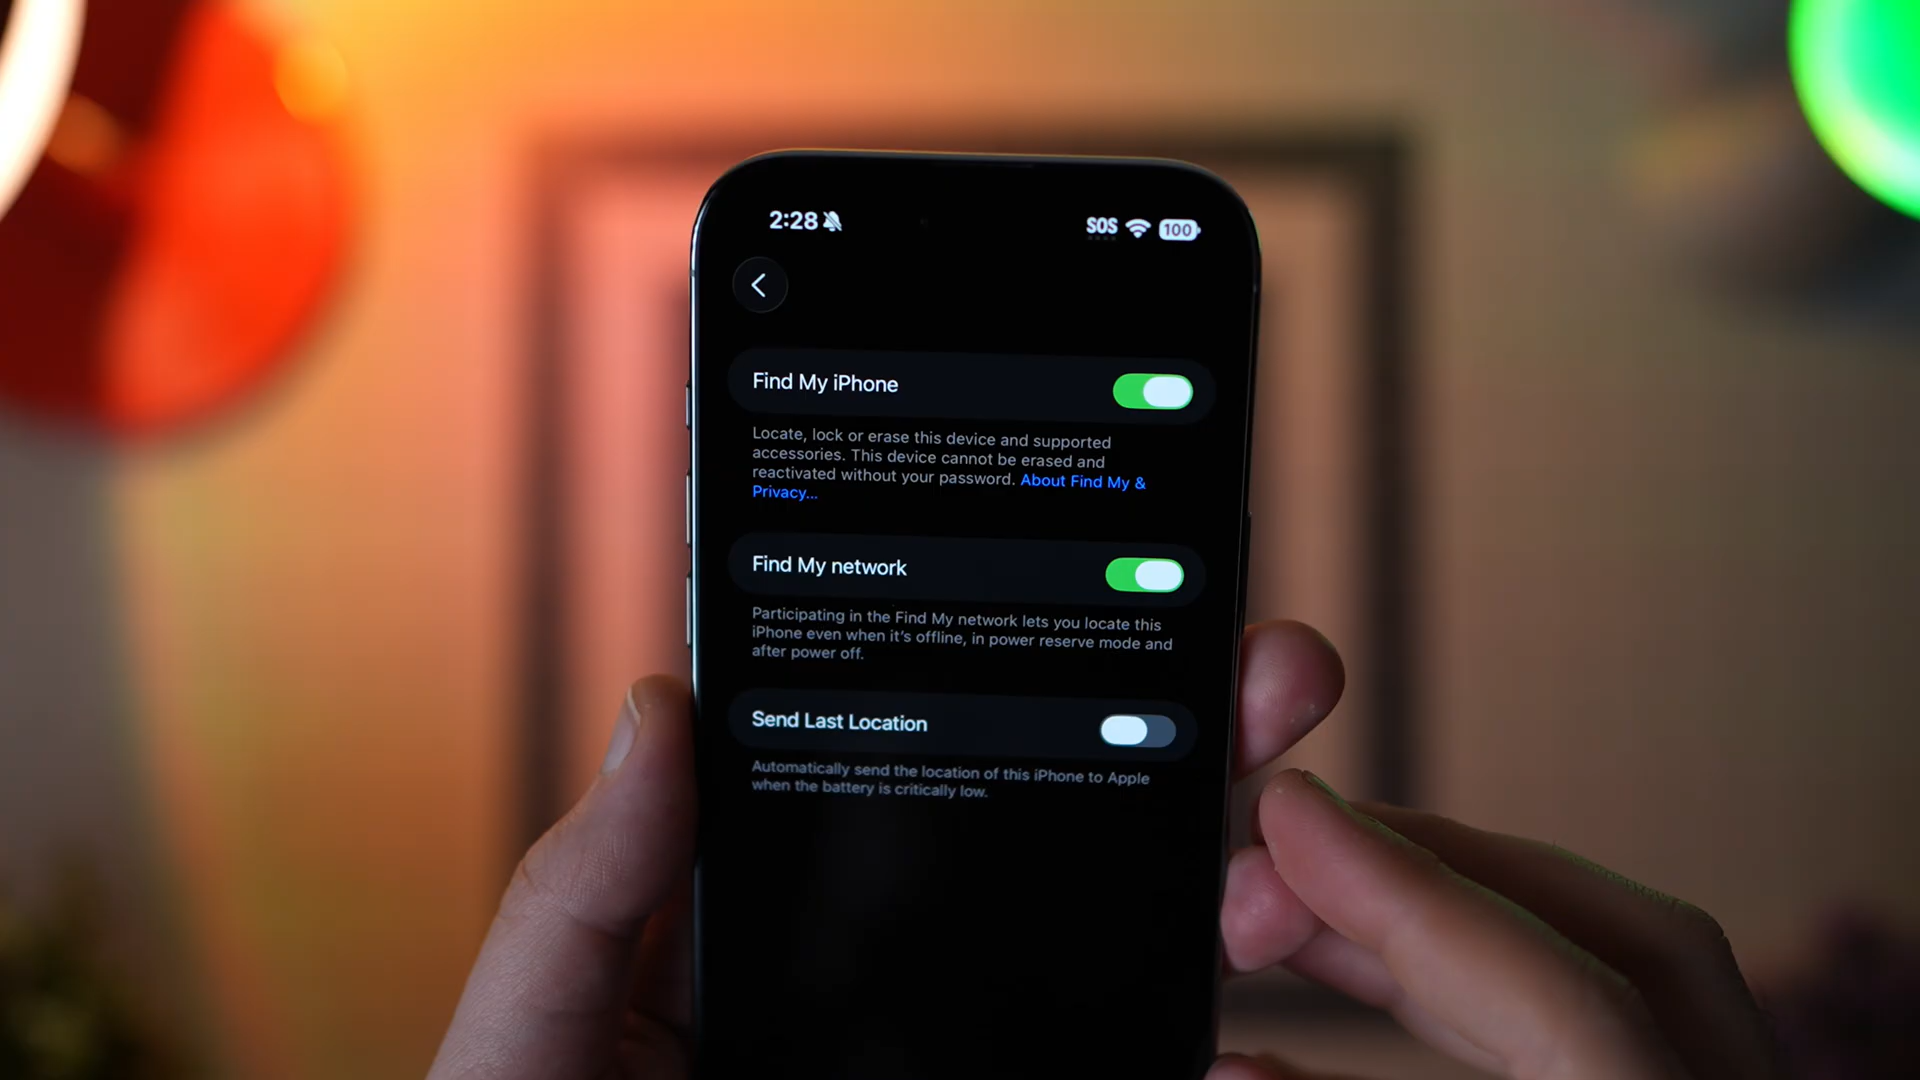 2:28
SOS
100
Find My iPhone
Locate, lock or erase this device and supported
accessories. This device cannot be erased and
reactivated without your password. About Find My &
Privacy...
Find My network
Participating in the Find My network lets you locate this
iPhone even when it's offline, in power reserve mode and
after power off.
Send Last Location
Automatically send the location of this iPhone to Apple
when the battery is critically low.